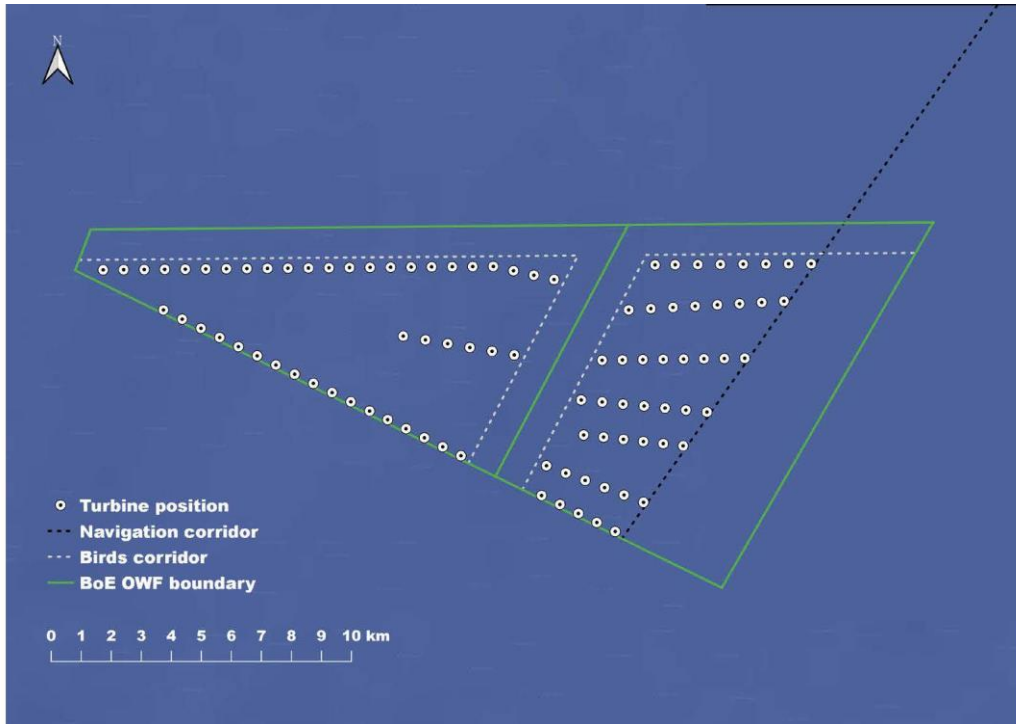 N
Turbine position
Navigation corridor
Birds corridor
BoE OWF boundary
0 1 2 3 4 5 6 7 8 9 10 km